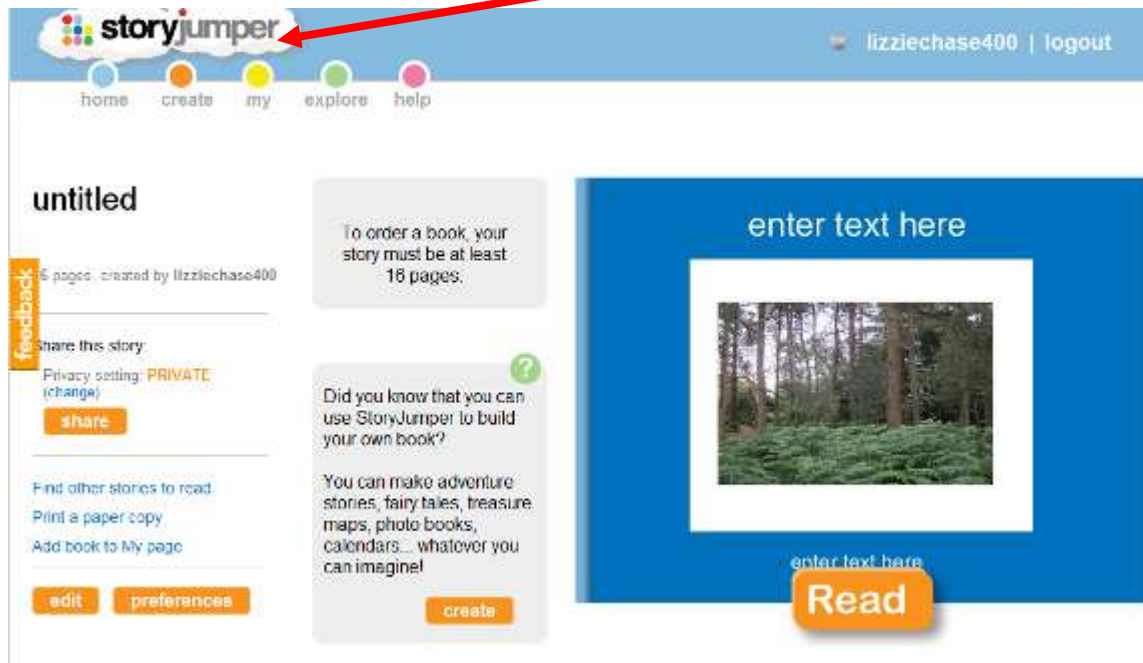 storyjumper
lizziechase400 | logout
home create my explore help
untitled
6 pages, created by lizziechase400
feedback
share this story:
Privacy setting: PRIVATE
(change)
share
Find other stories to read
Print a paper copy
Add book to My page
edit preferences
To order a book, your
story must be at least
16 pages.
?
Did you know that you can
use StoryJumper to build
your own book?
You can make adventure
stories, fairy tales, treasure
maps, photo books,
calendars... whatever you
can imagine!
create
enter text here
enter text here
Read